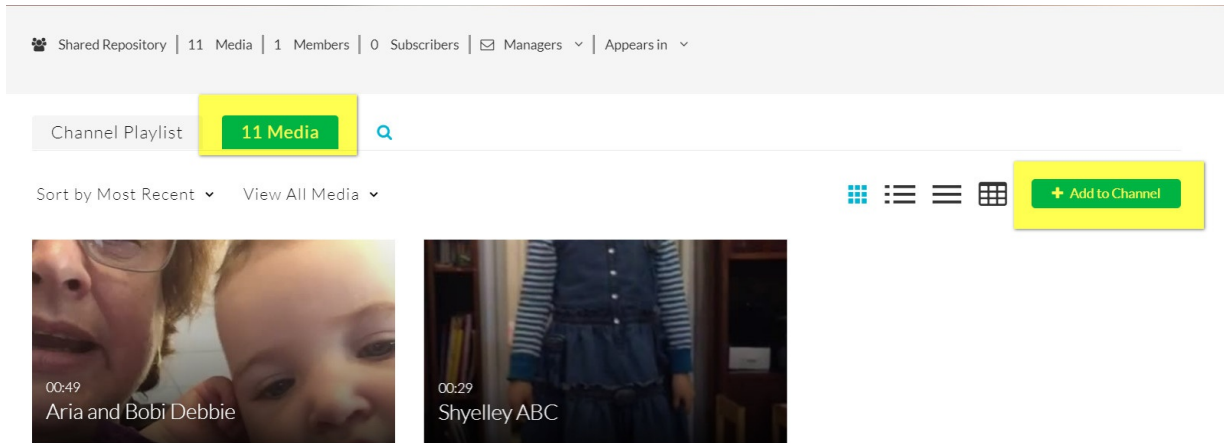 Shared Repository | 11 Media | 1 Members | 0 Subscribers | Managers | Appears in
Channel Playlist 11 Media
Sort by Most Recent View All Media + Add to Channel
00:49 00:29
Aria and Bobi Debbie Shyelley ABC